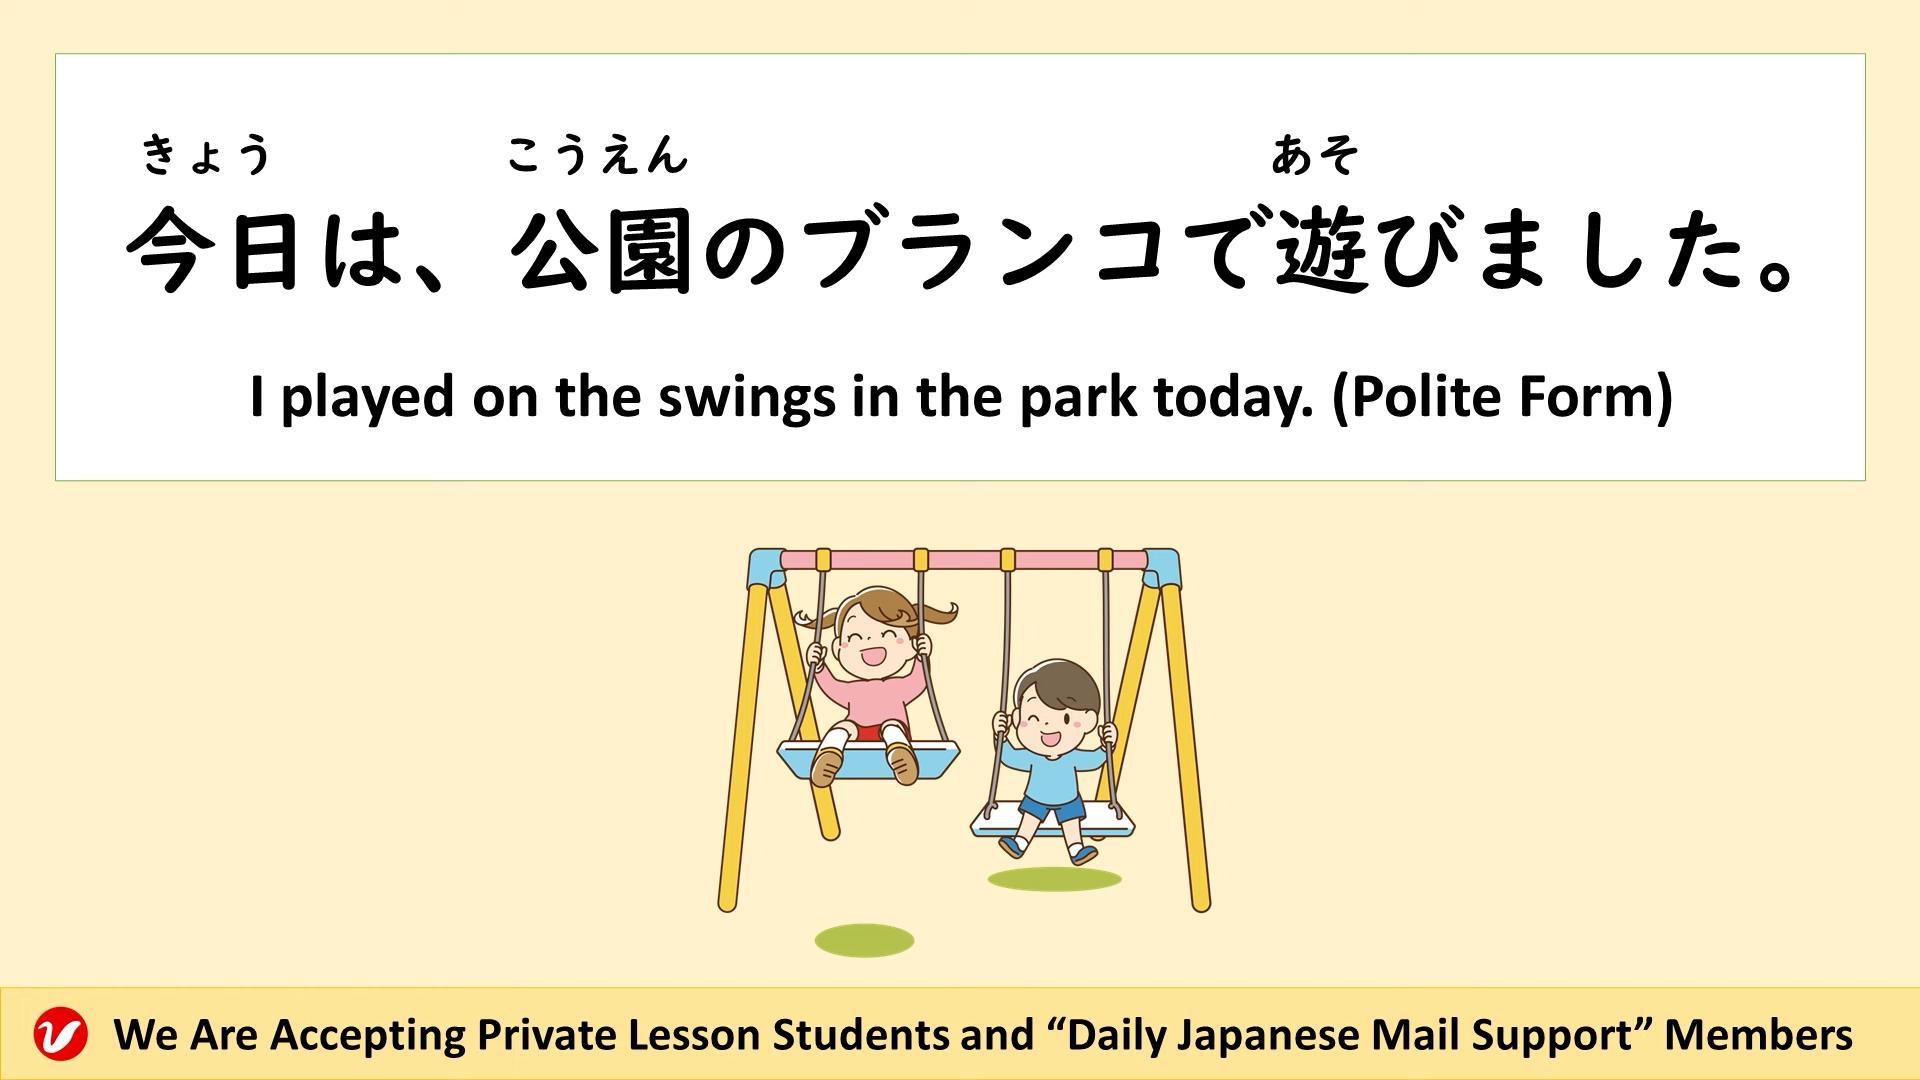 きょう こうえん あそ
今日は、公園のブランコで遊びました。
I played on the swings in the park today. (Polite Form)
We Are Accepting Private Lesson Students and “Daily Japanese Mail Support” Members